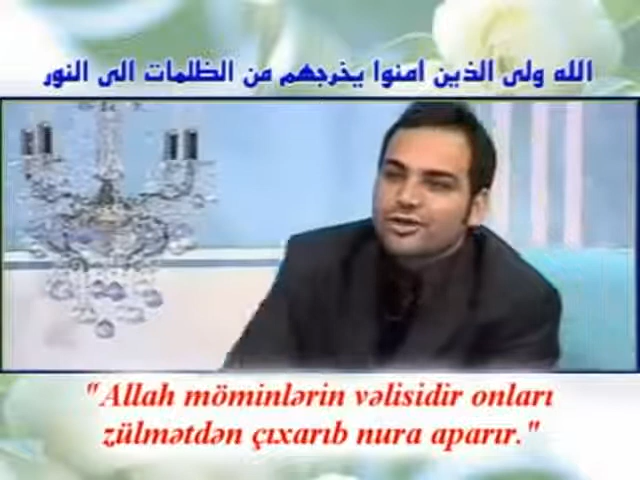 الله ولى الذين امنوا يخرجهم من الظلمات الى النور
"Allah möminlərin vəlisidir onları
zülmətdən çıxarıb nura aparır."